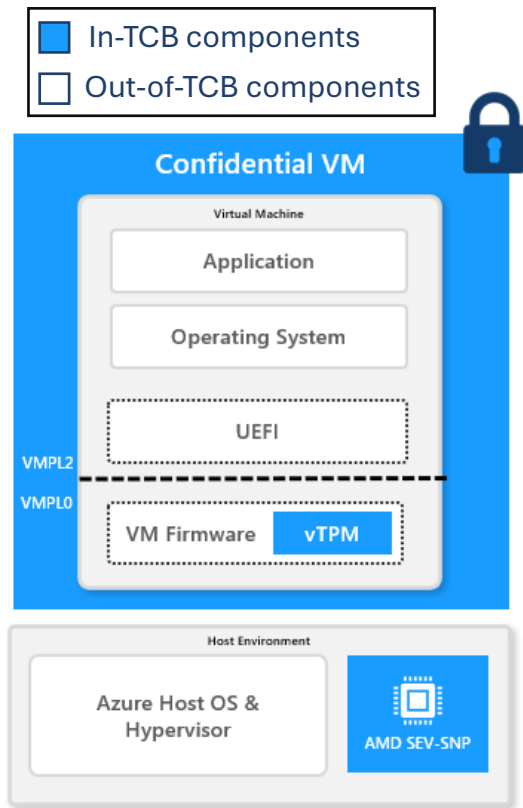 In-TCB components
Out-of-TCB components
Confidential VM
Virtual Machine
Application
Operating System
UEFI
VMPL2
VMPL0
VM Firmware
vTPM
Host Environment
Azure Host OS &
Hypervisor
AMD SEV-SNP